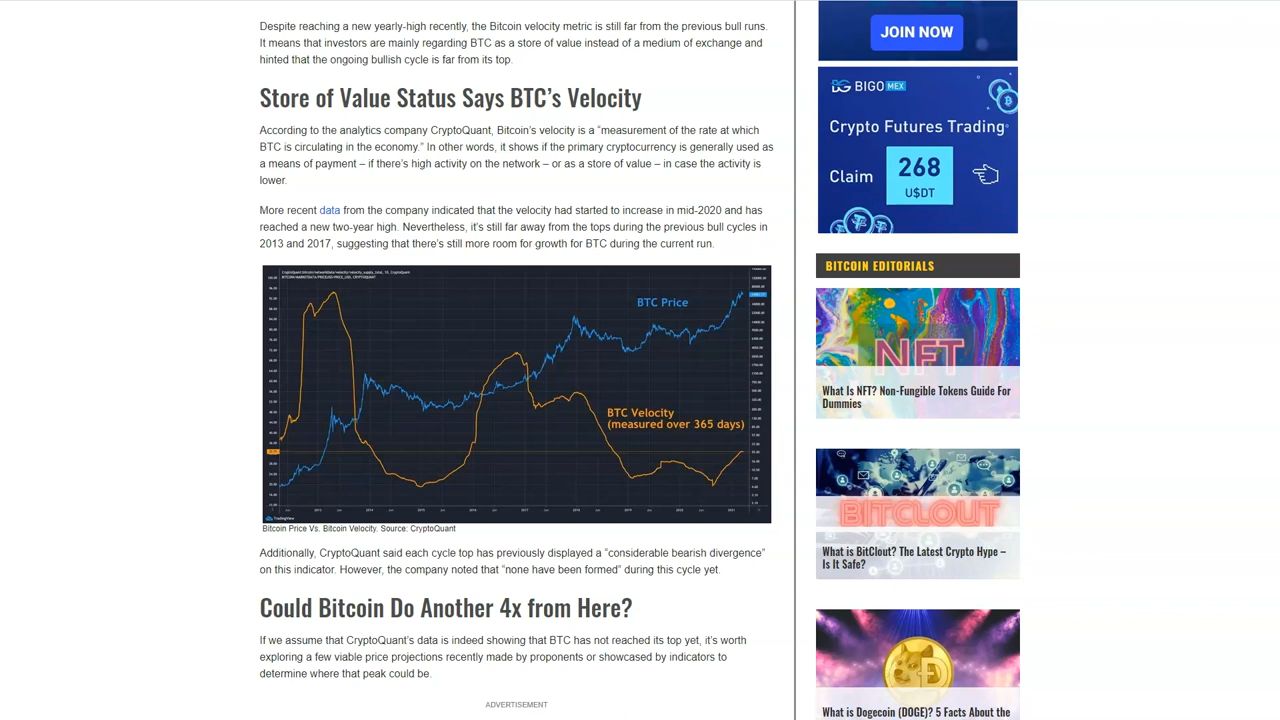 Despite reaching a new yearly-high recently, the Bitcoin velocity metric is still far from the previous bull runs.
It means that investors are mainly regarding BTC as a store of value instead of a medium of exchange and
hinted that the ongoing bullish cycle is far from its top.
Store of Value Status Says BTC's Velocity
According to the analytics company CryptoQuant, Bitcoin's velocity is a “measurement of the rate at which
BTC is circulating in the economy.” In other words, it shows if the primary cryptocurrency is generally used as
a means of payment – if there's high activity on the network – or as a store of value – in case the activity is
lower.
More recent data from the company indicated that the velocity had started to increase in mid-2020 and has
reached a new two-year high. Nevertheless, it's still far away from the tops during the previous bull cycles in
2013 and 2017, suggesting that there's still more room for growth for BTC during the current run.
BTC Price
BTC Velocity
(measured over 365 days)
TradingView
Bitcoin Price Vs. Bitcoin Velocity. Source: CryptoQuant
Additionally, CryptoQuant said each cycle top has previously displayed a “considerable bearish divergence”
on this indicator. However, the company noted that “none have been formed” during this cycle yet.
Could Bitcoin Do Another 4x from Here?
If we assume that CryptoQuant's data is indeed showing that BTC has not reached its top yet, it's worth
exploring a few viable price projections recently made by proponents or showcased by indicators to
determine where that peak could be.
ADVERTISEMENT
JOIN NOW
BIGO MEX
Crypto Futures Trading
Claim
268
U$DT
BITCOIN EDITORIALS
NFT
What Is NFT? Non-Fungible Tokens Guide For
Dummies
BITCLOUT
What is BitClout? The Latest Crypto Hype –
Is It Safe?
What is Dogecoin (DOGE)? 5 Facts About the